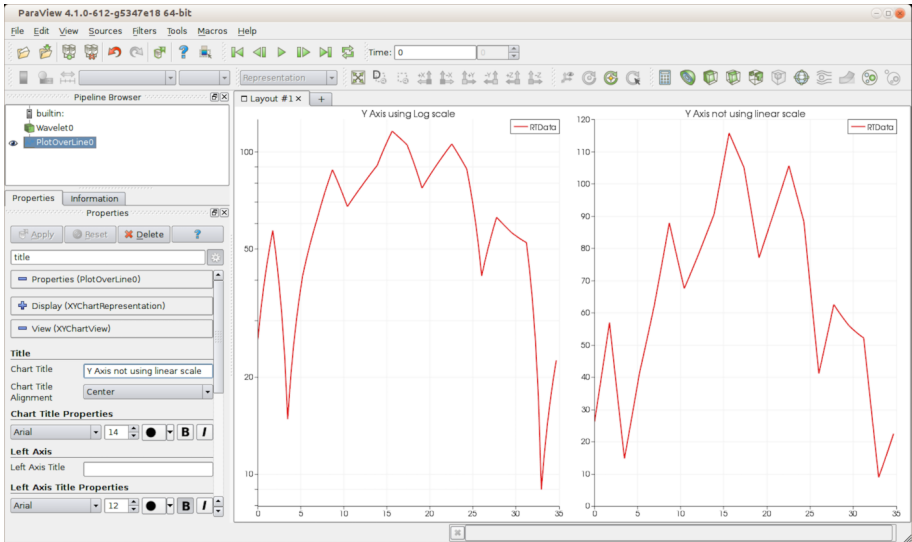 ParaView 4.1.0-612-g5347e18 64-bit
File Edit View Sources Filters Tools Macros Help
Time: 0 0
Representation
Pipeline Browser
builtin:
Wavelet0
PlotOverLine0
Properties Information
Properties
Apply Reset Delete ?
title
Properties (PlotOverLine0)
Display (XYChartRepresentation)
View (XYChartView)
Title
Chart Title Y Axis not using linear scale
Chart Title Alignment Center
Chart Title Properties
Arial 14 B I
Left Axis
Left Axis Title
Left Axis Title Properties
Arial 12 B I
Layout #1 +
Y Axis using Log scale
RTData
100
50
20
10
0 5 10 15 20 25 30 35
Y Axis not using linear scale
RTData
120
110
100
90
80
70
60
50
40
30
20
10
0
0 5 10 15 20 25 30 35